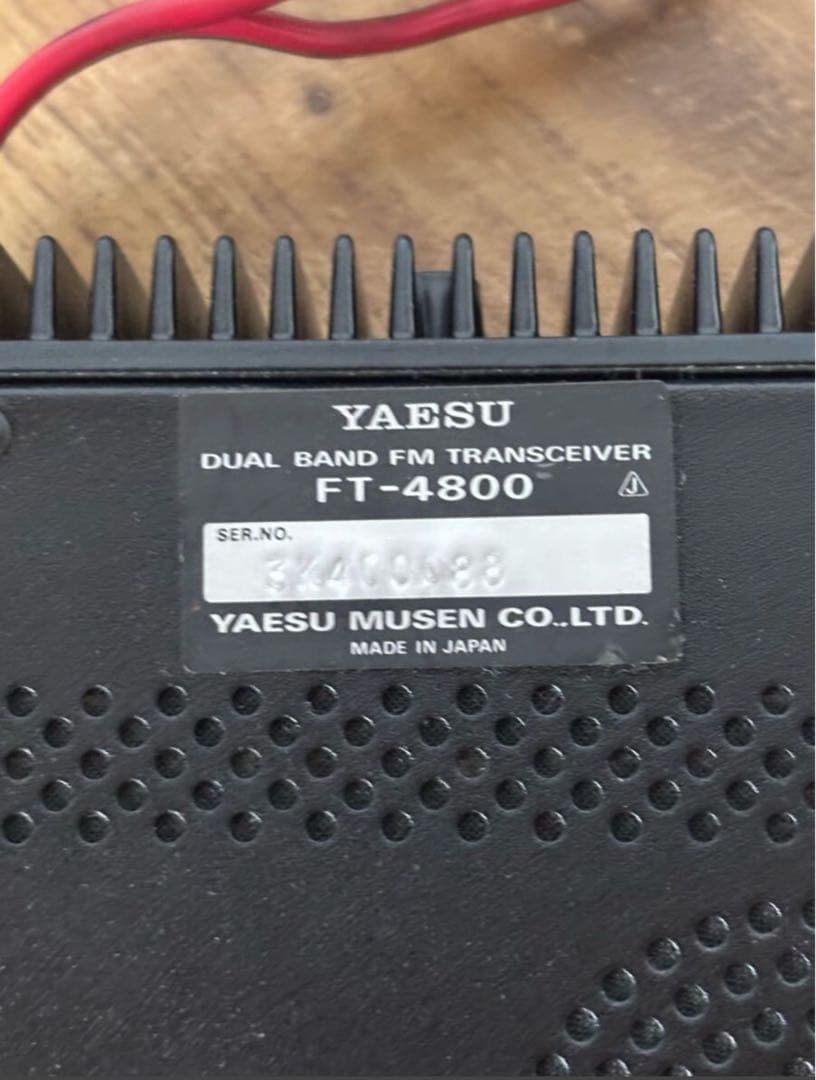 YAESU
DUAL BAND FM TRANSCEIVER
FT-4800 J
SER.NO.
YAESU MUSEN CO.,LTD.
MADE IN JAPAN